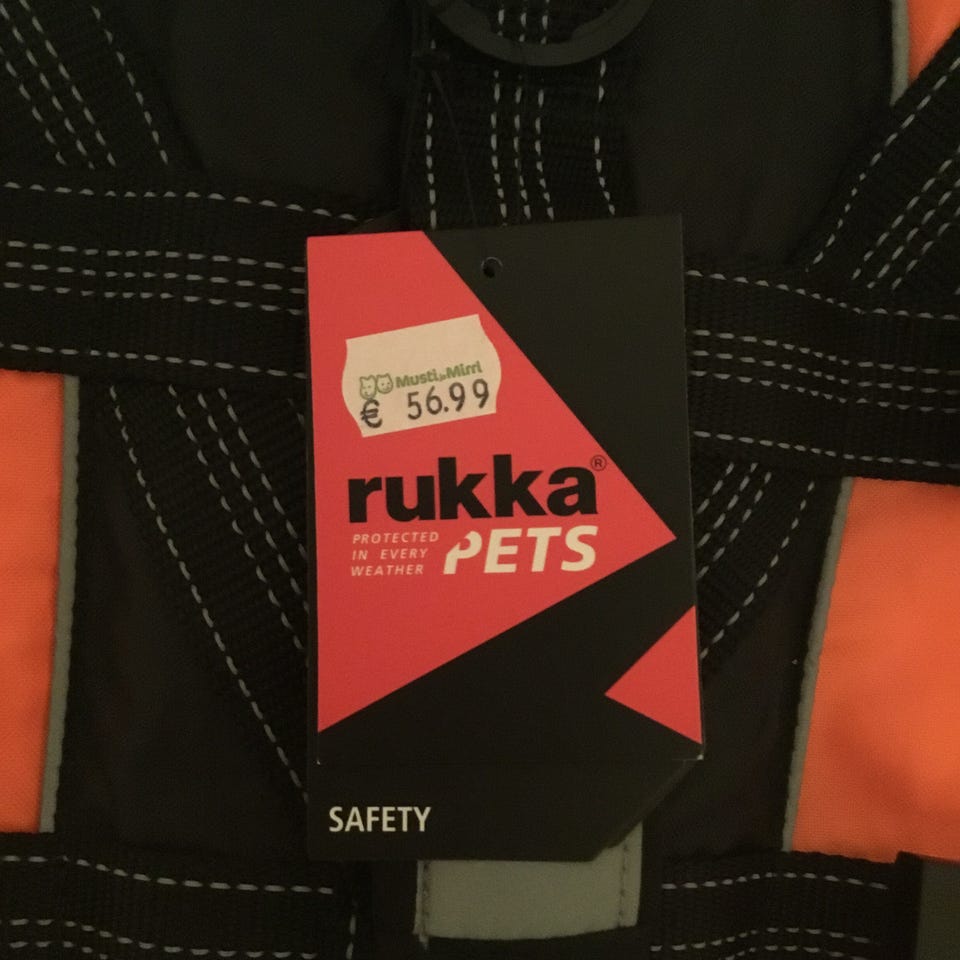 Musti ja Mirri
€ 56.99
rukka®
PROTECTED
IN EVERY
WEATHER
PETS
SAFETY